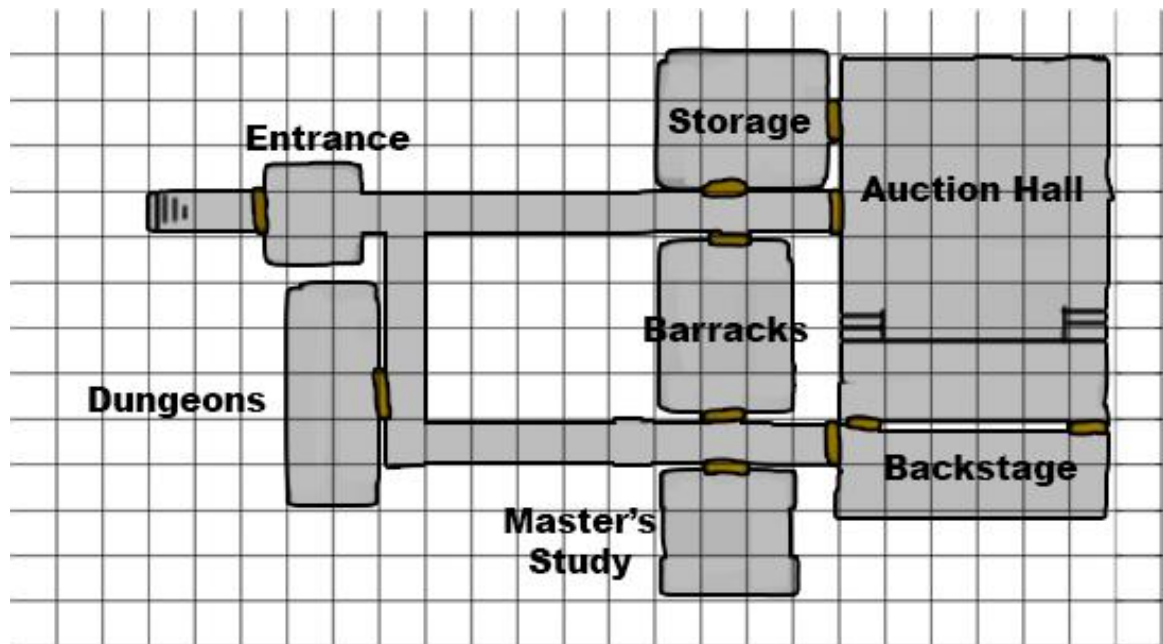 Storage
Entrance
Auction Hall
Barracks
Dungeons
Backstage
Master's
Study